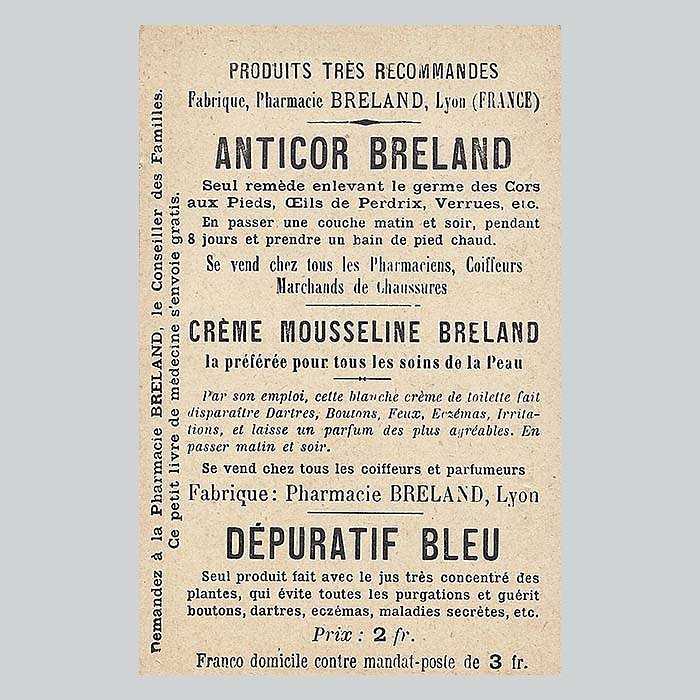 PRODUITS TRÈS RECOMMANDES
Fabrique, Pharmacie BRELAND, Lyon (FRANCE)
ANTICOR BRELAND
Seul remède enlevant le germe des Cors
aux Pieds, Œils de Perdrix, Verrues, etc.
En passer une couche matin et soir, pendant
8 jours et prendre un bain de pied chaud.
Se vend chez tous les Pharmaciens, Coiffeurs
Marchands de Chaussures
CRÈME MOUSSELINE BRELAND
la préférée pour tous les soins de la Peau
Par son emploi, cette blanche crème de toilette fait
disparaître Dartres, Boutons, Feux, Eczémas, Irrita-
tions, et laisse un parfum des plus agréables. En
passer matin et soir.
Se vend chez tous les coiffeurs et parfumeurs
Fabrique: Pharmacie BRELAND, Lyon
DÉPURATIF BLEU
Seul produit fait avec le jus très concentré des
plantes, qui évite toutes les purgations et guérit
boutons, dartres, eczémas, maladies secrètes, etc.
Prix: 2 fr.
Franco domicile contre mandat-poste de 3 fr.
Demandez à la Pharmacie BRELAND, le Conseiller des Familles.
Ce petit livre de médecine s'envoie gratis.